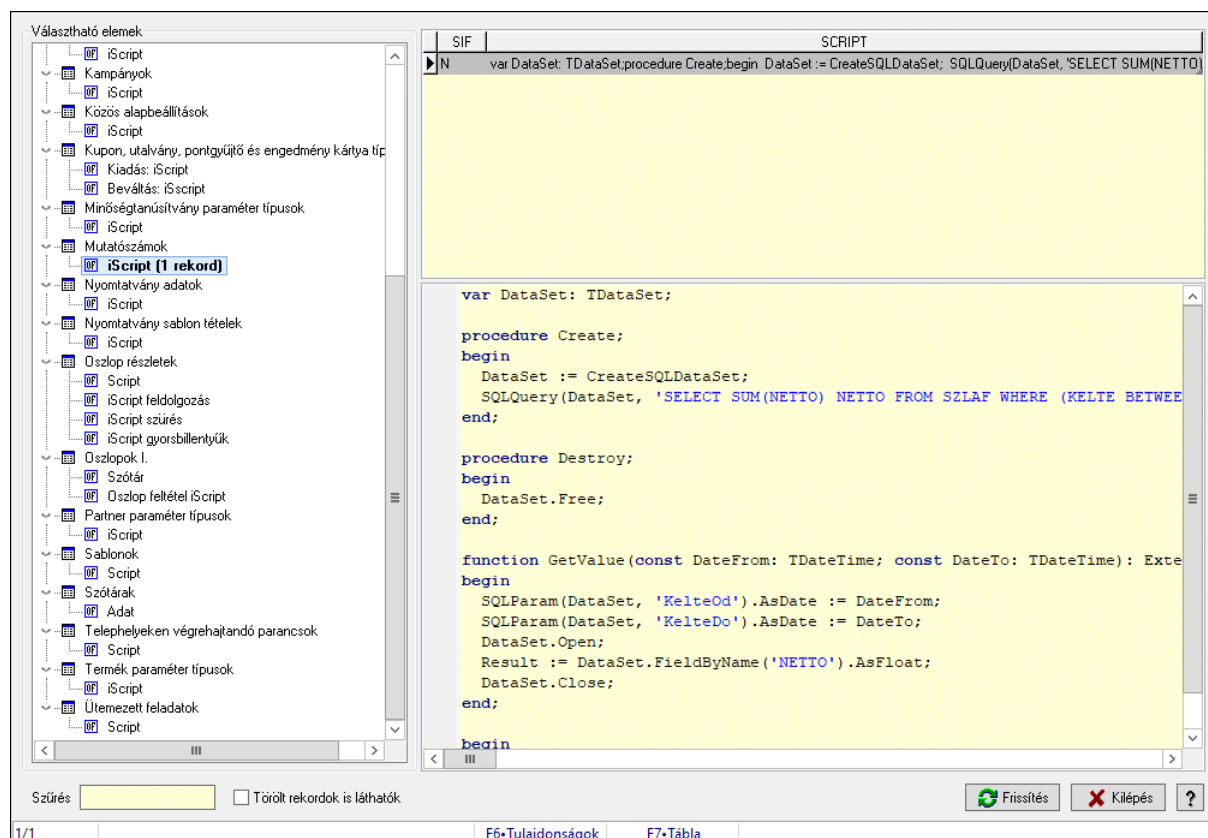 Választható elemek
iScript
Kampányok
iScript
Közös alapbeállítások
iScript
Kupon, utalvány, pontgyűjtő és engedmény kártya típ
Kiadás: iScript
Beváltás: iSscript
Minőségtanúsítvány paraméter típusok
iScript
Mutatószámok
iScript (1 rekord)
Nyomtatvány adatok
iScript
Nyomtatvány sablon tételek
iScript
Oszlop részletek
Script
iScript feldolgozás
iScript szürés
iScript gyorsbillentyűk
Oszlopok I.
Szótár
Oszlop feltétel iScript
Partner paraméter típusok
iScript
Sablonok
Script
Szótárak
Adat
Telephelyeken végrehajtandó parancsok
Script
Termék paraméter típusok
iScript
Ütemezett feladatok
Script
SIF SCRIPT
N var DataSet: TDataSet;procedure Create;begin DataSet := CreateSQLDataSet; SQLQuery(DataSet, 'SELECT SUM(NETTO)
var DataSet: TDataSet;
procedure Create;
begin
DataSet := CreateSQLDataSet;
SQLQuery(DataSet, 'SELECT SUM(NETTO) NETTO FROM SZLAF WHERE (KELTE BETWEE
end;
procedure Destroy;
begin
DataSet.Free;
end;
function GetValue(const DateFrom: TDateTime; const DateTo: TDateTime): Exte
begin
SQLParam(DataSet, 'KelteOd').AsDate := DateFrom;
SQLParam(DataSet, 'KelteDo').AsDate := DateTo;
DataSet.Open;
Result := DataSet.FieldByName('NETTO').AsFloat;
DataSet.Close;
end;
begin
Szűrés
Törölt rekordok is láthatók
Frissítés
Kilépés
?
1/1 F6•Tulajdonságok F7•Tábla